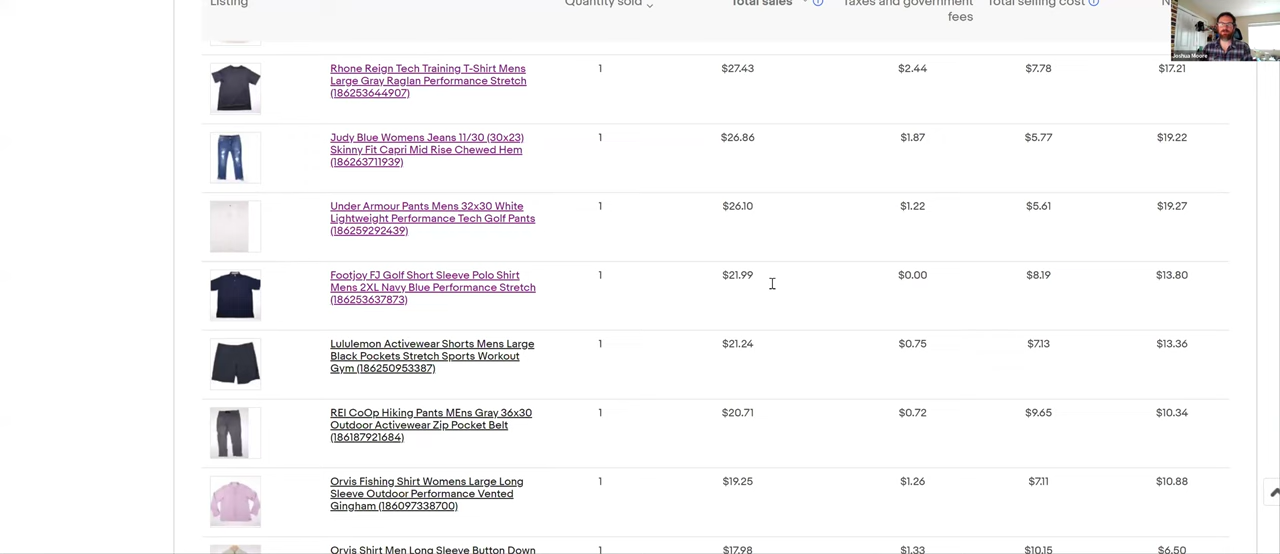 Listing Quantity sold Total sales Taxes and government fees Total selling cost
Joshua Moore
Rhone Reign Tech Training T-Shirt Mens
Large Gray Raglan Performance Stretch
(186253644907)
1 $27.43 $2.44 $7.78 $17.21
Judy Blue Womens Jeans 11/30 (30x23)
Skinny Fit Capri Mid Rise Chewed Hem
(186263711939)
1 $26.86 $1.87 $5.77 $19.22
Under Armour Pants Mens 32x30 White
Lightweight Performance Tech Golf Pants
(186259292439)
1 $26.10 $1.22 $5.61 $19.27
Footjoy FJ Golf Short Sleeve Polo Shirt
Mens 2XL Navy Blue Performance Stretch
(186253637873)
1 $21.99 $0.00 $8.19 $13.80
Lululemon Activewear Shorts Mens Large
Black Pockets Stretch Sports Workout
Gym (186250953387)
1 $21.24 $0.75 $7.13 $13.36
REI CoOp Hiking Pants MEns Gray 36x30
Outdoor Activewear Zip Pocket Belt
(186187921684)
1 $20.71 $0.72 $9.65 $10.34
Orvis Fishing Shirt Womens Large Long
Sleeve Outdoor Performance Vented
Gingham (186097338700)
1 $19.25 $1.26 $7.11 $10.88
Orvis Shirt Men Long Sleeve Button Down
1 $17.98 $1.33 $10.15 $6.50